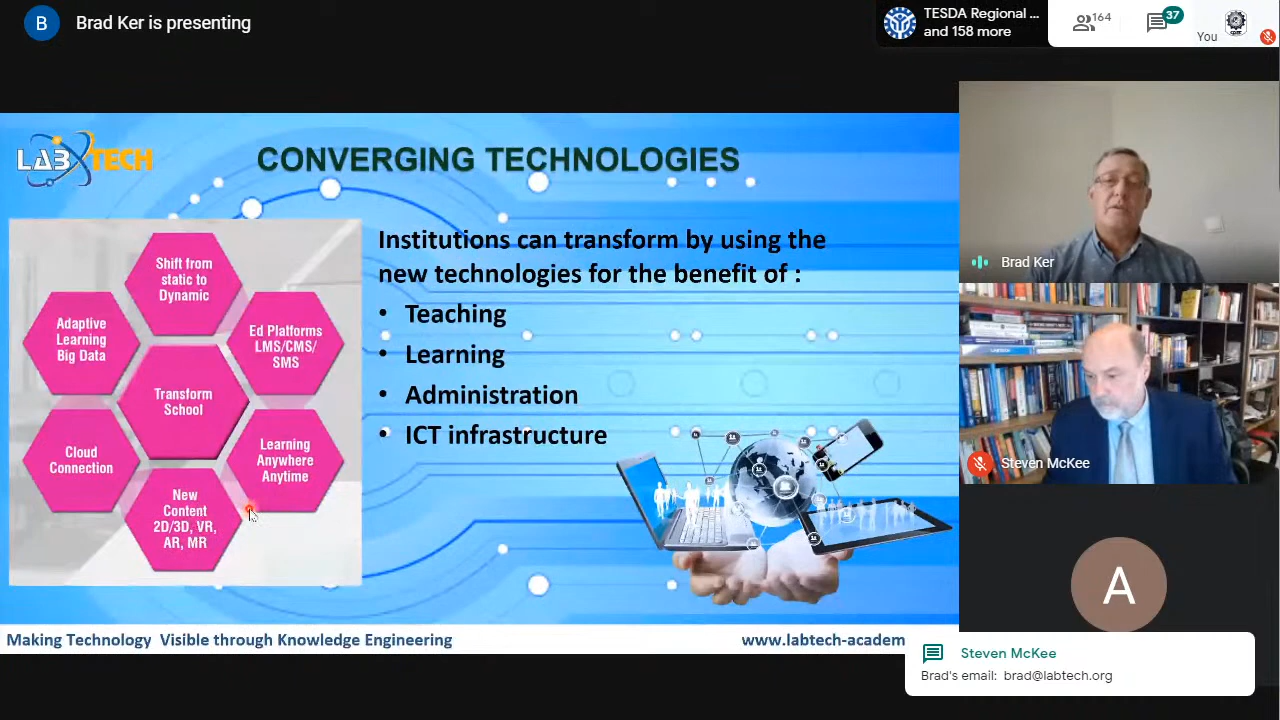 B
Brad Ker is presenting
TESDA Regional ...
and 158 more
164
37
You
LABTECH
CONVERGING TECHNOLOGIES
Shift from
static to
Dynamic
Adaptive
Learning
Big Data
Ed Platforms
LMS/CMS/
SMS
Transform
School
Cloud
Connection
Learning
Anywhere
Anytime
New
Content
2D/3D, VR,
AR, MR
Institutions can transform by using the
new technologies for the benefit of :
• Teaching
• Learning
• Administration
• ICT infrastructure
Making Technology Visible through Knowledge Engineering
www.labtech-academ
Brad Ker
Steven McKee
A
Steven McKee
Brad's email: brad@labtech.org